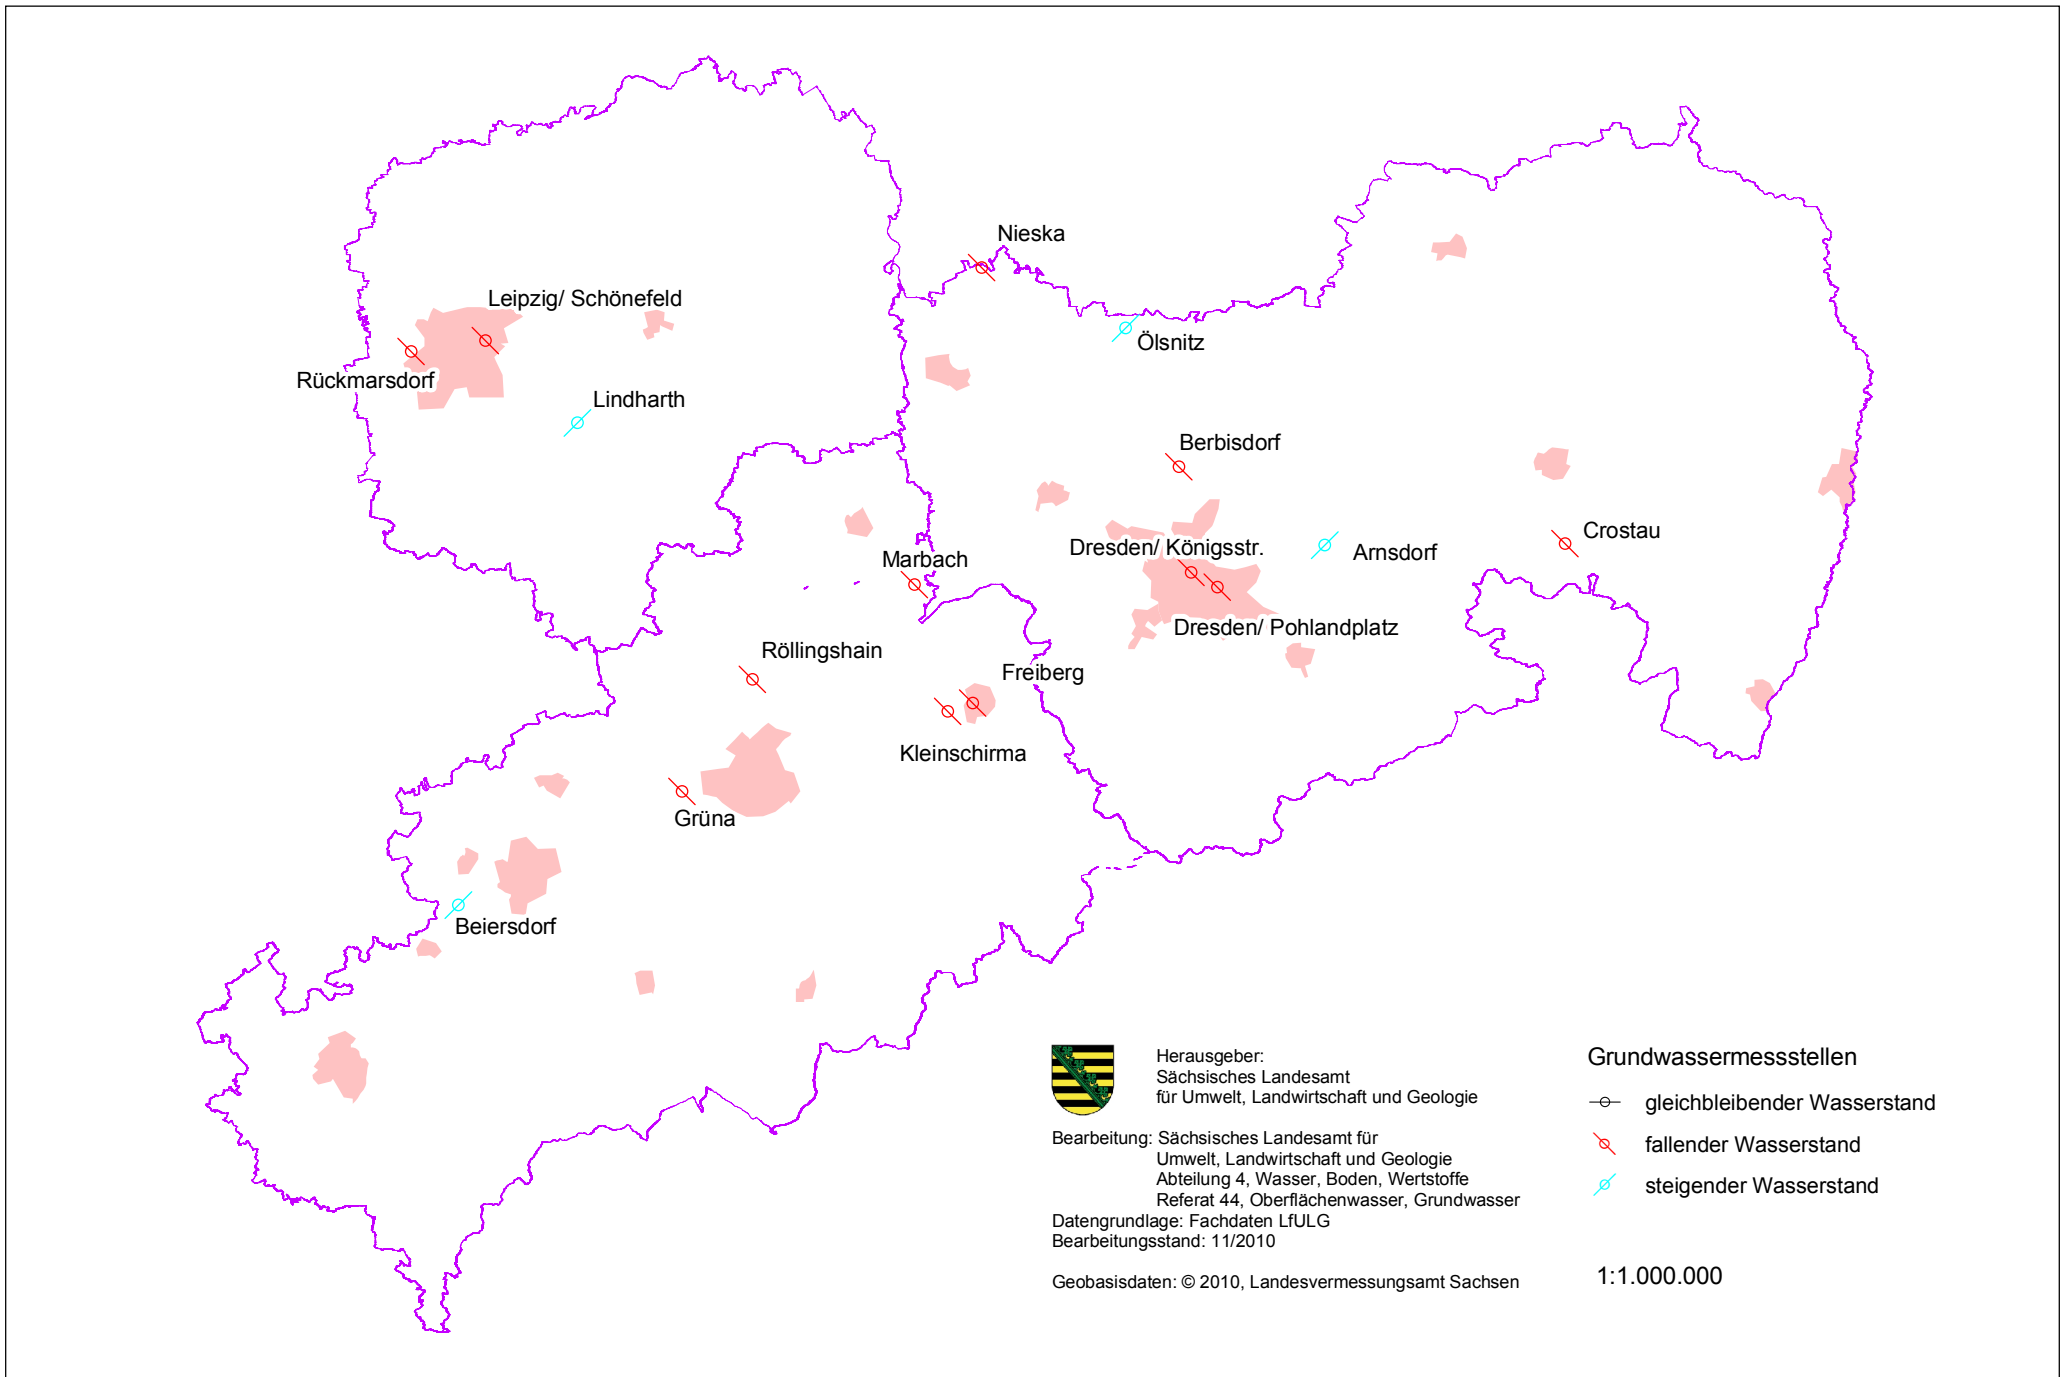 Nieska
Leipzig/ Schönefeld
Ölsnitz
Rückmarsdorf
Lindharth
Berbisdorf
Crostau
Dresden/ Königsstr.
Arnsdorf
Marbach
Dresden/ Pohlandplatz
Röllingshain
Freiberg
Kleinschirma
Grüna
Beiersdorf
Herausgeber:
Sächsisches Landesamt
für Umwelt, Landwirtschaft und Geologie
Bearbeitung: Sächsisches Landesamt für
Umwelt, Landwirtschaft und Geologie
Abteilung 4, Wasser, Boden, Wertstoffe
Referat 44, Oberflächenwasser, Grundwasser
Datengrundlage: Fachdaten LfULG
Bearbeitungsstand: 11/2010
Geobasisdaten: © 2010, Landesvermessungsamt Sachsen
Grundwassermessstellen
gleichbleibender Wasserstand
fallender Wasserstand
steigender Wasserstand
1:1.000.000